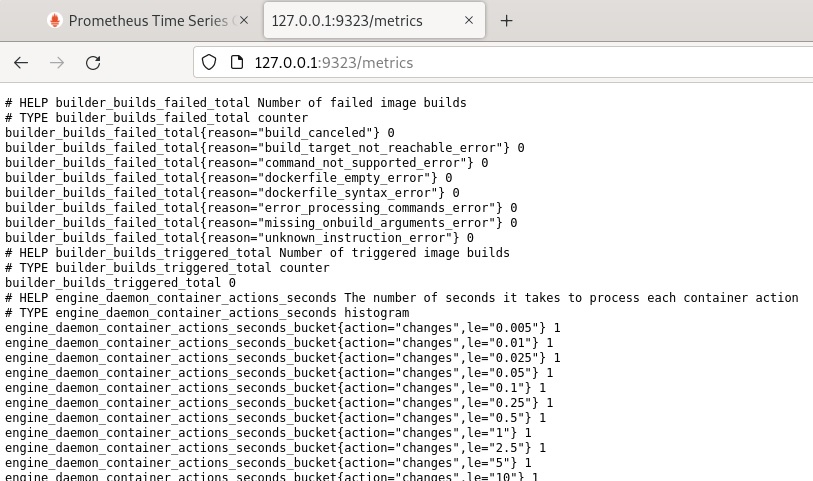 Prometheus Time Series
127.0.0.1:9323/metrics
127.0.0.1:9323/metrics
# HELP builder_builds_failed_total Number of failed image builds
# TYPE builder_builds_failed_total counter
builder_builds_failed_total{reason="build_canceled"} 0
builder_builds_failed_total{reason="build_target_not_reachable_error"} 0
builder_builds_failed_total{reason="command_not_supported_error"} 0
builder_builds_failed_total{reason="dockerfile_empty_error"} 0
builder_builds_failed_total{reason="dockerfile_syntax_error"} 0
builder_builds_failed_total{reason="error_processing_commands_error"} 0
builder_builds_failed_total{reason="missing_onbuild_arguments_error"} 0
builder_builds_failed_total{reason="unknown_instruction_error"} 0
# HELP builder_builds_triggered_total Number of triggered image builds
# TYPE builder_builds_triggered_total counter
builder_builds_triggered_total 0
# HELP engine_daemon_container_actions_seconds The number of seconds it takes to process each container action
# TYPE engine_daemon_container_actions_seconds histogram
engine_daemon_container_actions_seconds_bucket{action="changes",le="0.005"} 1
engine_daemon_container_actions_seconds_bucket{action="changes",le="0.01"} 1
engine_daemon_container_actions_seconds_bucket{action="changes",le="0.025"} 1
engine_daemon_container_actions_seconds_bucket{action="changes",le="0.05"} 1
engine_daemon_container_actions_seconds_bucket{action="changes",le="0.1"} 1
engine_daemon_container_actions_seconds_bucket{action="changes",le="0.25"} 1
engine_daemon_container_actions_seconds_bucket{action="changes",le="0.5"} 1
engine_daemon_container_actions_seconds_bucket{action="changes",le="1"} 1
engine_daemon_container_actions_seconds_bucket{action="changes",le="2.5"} 1
engine_daemon_container_actions_seconds_bucket{action="changes",le="5"} 1
engine_daemon_container_actions_seconds_bucket{action="changes",le="10"} 1